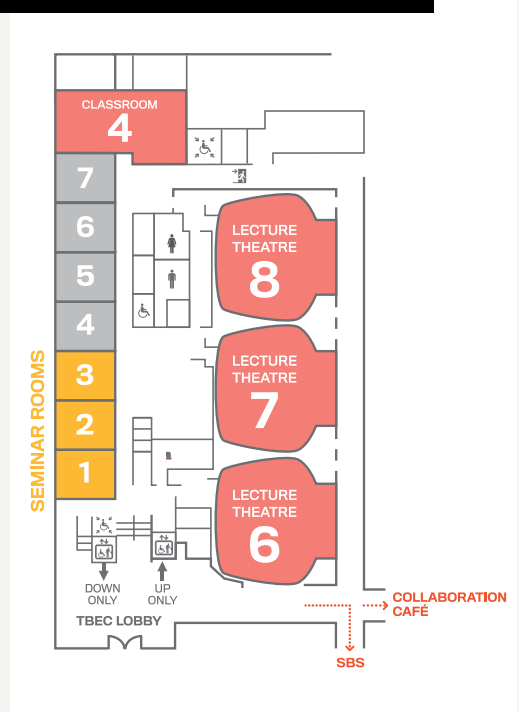 CLASSROOM
4
7
6
5
4
3
2
1
SEMINAR ROOMS
LECTURE
THEATRE
8
LECTURE
THEATRE
7
LECTURE
THEATRE
6
DOWN
ONLY
UP
ONLY
TBEC LOBBY
COLLABORATION
CAFÉ
SBS